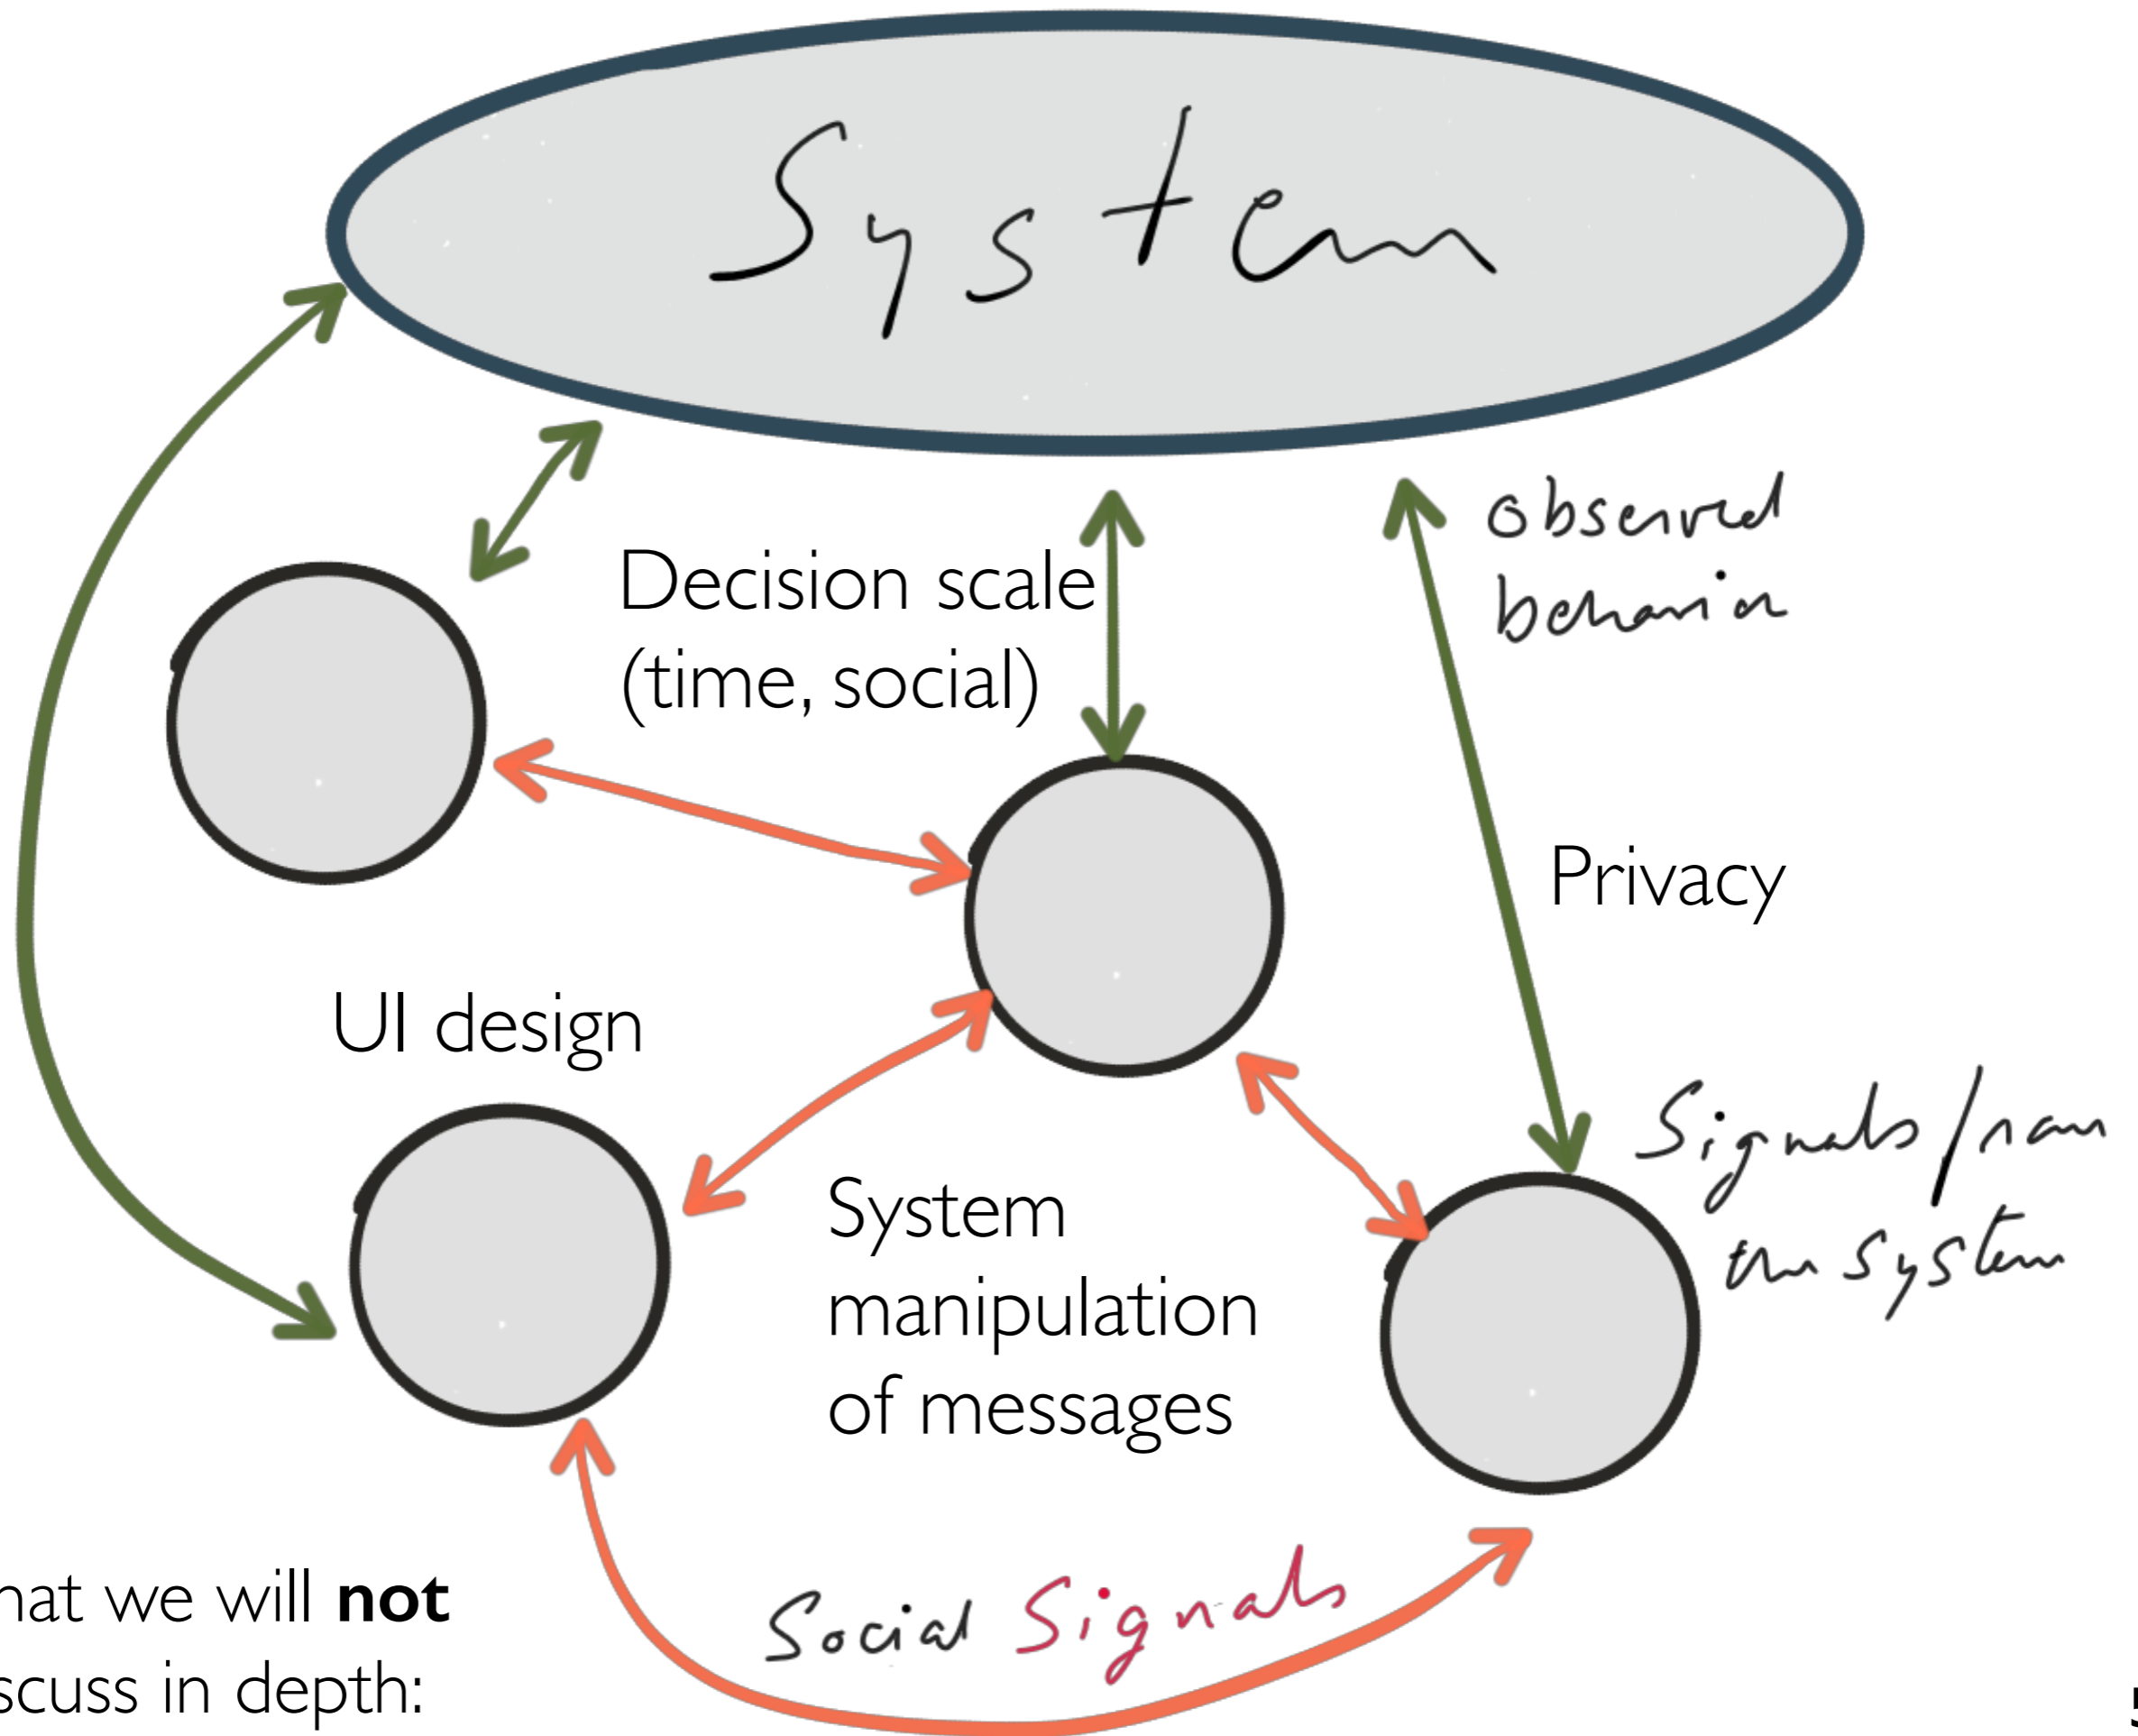 System
observed
behavior
Decision scale
(time, social)
Privacy
UI design
Signals/from
the system
System
manipulation
of messages
Social Signals
hat we will not
scuss in depth:
5